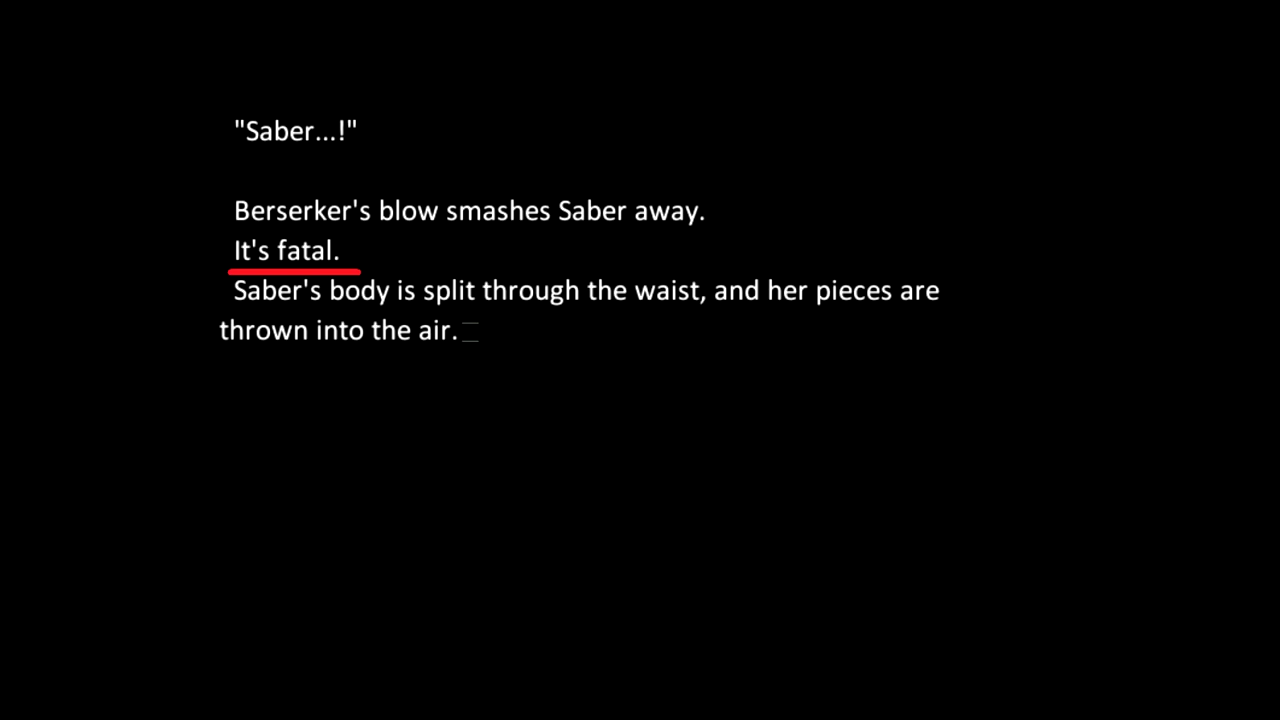 "Saber...!"
Berserker's blow smashes Saber away.
It's fatal.
Saber's body is split through the waist, and her pieces are
thrown into the air.